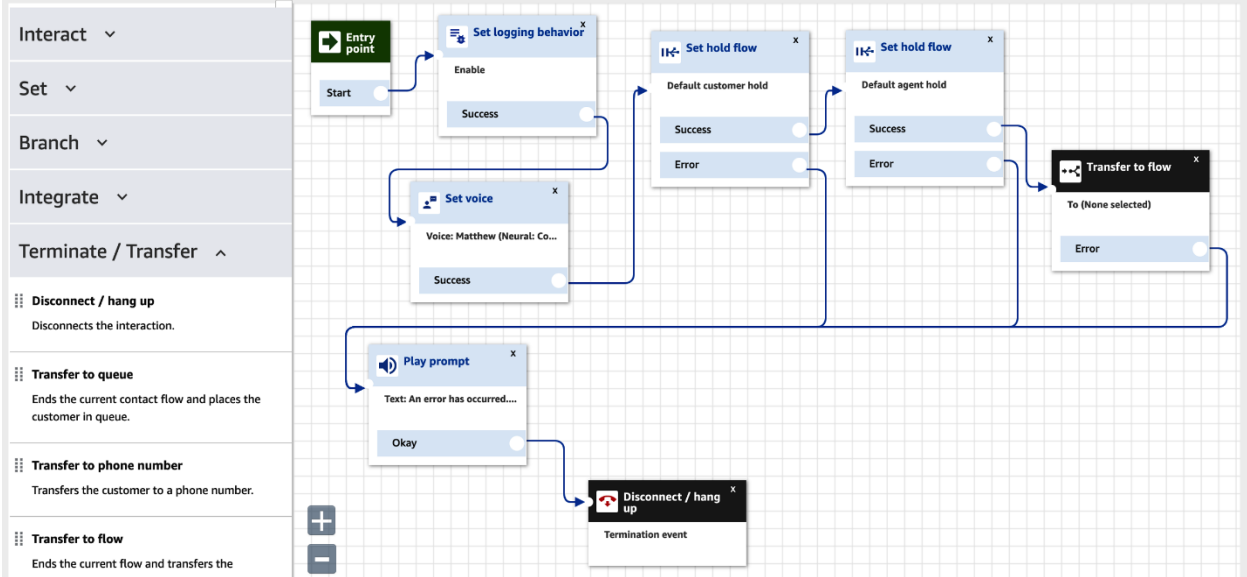 Interact
Set
Branch
Integrate
Terminate / Transfer
Disconnect / hang up
Disconnects the interaction.
Transfer to queue
Ends the current contact flow and places the
customer in queue.
Transfer to phone number
Transfers the customer to a phone number.
Transfer to flow
Ends the current flow and transfers the
Entry
point
Start
Set logging behavior
x
Enable
Success
Set hold flow
x
Default customer hold
Success
Error
Set hold flow
x
Default agent hold
Success
Error
Transfer to flow
x
To (None selected)
Error
Set voice
x
Voice: Matthew (Neural: Co...
Success
Play prompt
x
Text: An error has occurred....
Okay
Disconnect / hang
up
x
Termination event